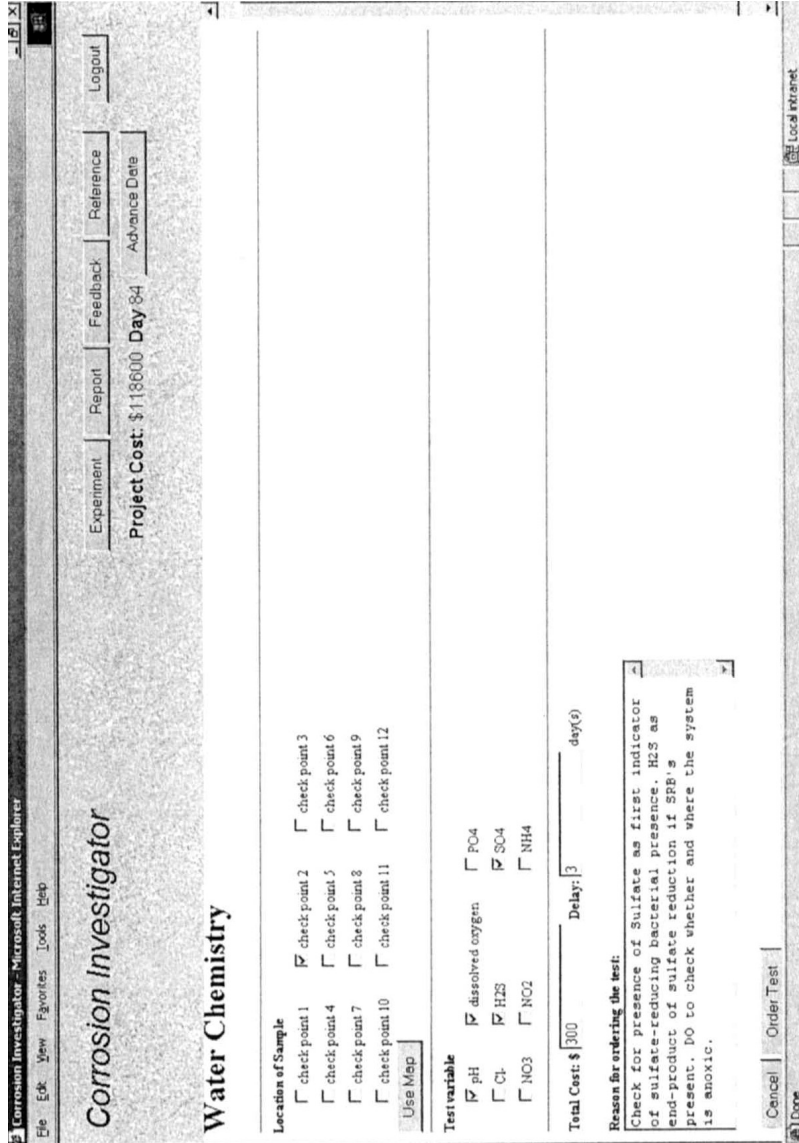 Corrosion Investigator - Microsoft Internet Explorer
File Edit View Favorites Tools Help
Corrosion Investigator
Experiment Report Feedback Reference Logout
Project Cost: $118600 Day 84 Advance Date
Water Chemistry
Location of Sample
check point 1 check point 2 check point 3
check point 4 check point 5 check point 6
check point 7 check point 8 check point 9
check point 10 check point 11 check point 12
Use Map
Test variable
pH dissolved oxygen PO4
Cl- H2S SO4
NO3 NO2 NH4
Total Cost: $ 300 Delay: 3 day(s)
Reason for ordering the test:
Check for presence of Sulfate as first indicator
of sulfate-reducing bacterial presence. H2S as
end-product of sulfate reduction if SRB's
present. DO to check whether and where the system
is anoxic.
Cancel Order Test
Done Local intranet